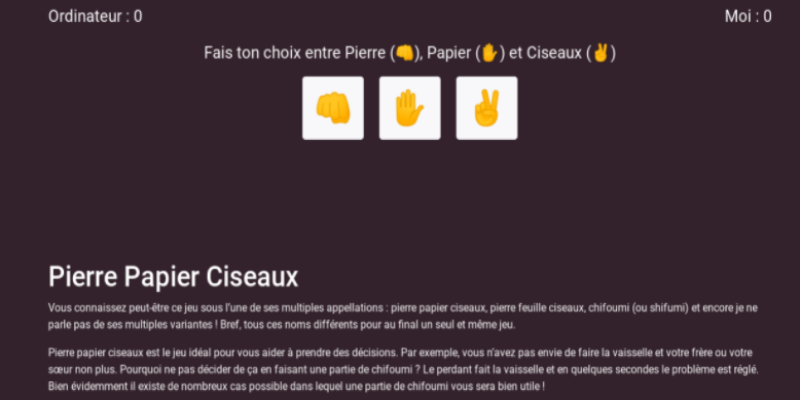 Ordinateur : 0
Moi : 0
Fais ton choix entre Pierre (👊), Papier (✋) et Ciseaux (✌)
Pierre Papier Ciseaux
Vous connaissez peut-être ce jeu sous l'une de ses multiples appellations : pierre papier ciseaux, pierre feuille ciseaux, chifoumi (ou shifumi) et encore je ne
parle pas de ses multiples variantes ! Bref, tous ces noms différents pour au final un seul et même jeu.
Pierre papier ciseaux est le jeu idéal pour vous aider à prendre des décisions. Par exemple, vous n'avez pas envie de faire la vaisselle et votre frère ou votre
sœur non plus. Pourquoi ne pas décider de ça en faisant une partie de chifoumi ? Le perdant fait la vaisselle et en quelques secondes le problème est réglé.
Bien évidemment il existe de nombreux cas possible dans lequel une partie de chifoumi vous sera bien utile !